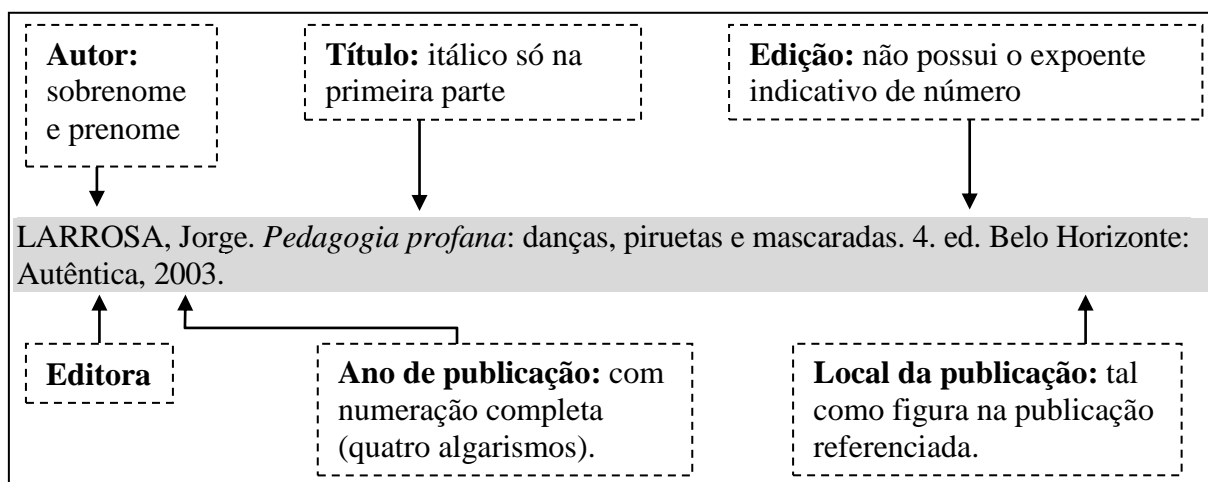 Autor:
sobrenome
e prenome
Título: itálico só na
primeira parte
Edição: não possui o expoente
indicativo de número
LARROSA, Jorge. Pedagogia profana: danças, piruetas e mascaradas. 4. ed. Belo Horizonte:
Autêntica, 2003.
Editora
Ano de publicação: com
numeração completa
(quatro algarismos).
Local da publicação: tal
como figura na publicação
referenciada.